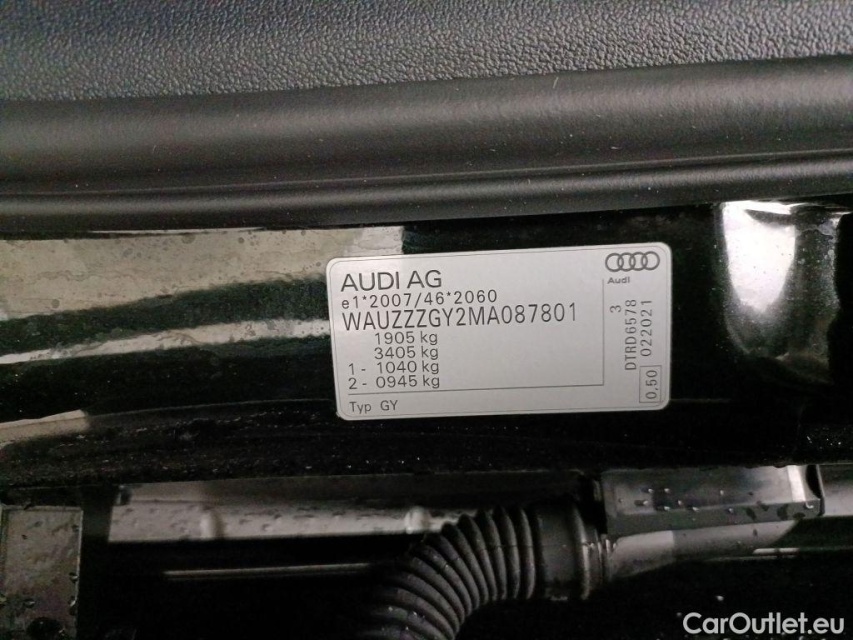 AUDI AG
e1*2007/46*2060
WAUZZZGY2MA087801
1905 kg
3405 kg
1 - 1040 kg
2 - 0945 kg
Typ GY
Audi
3
DTRD6578
022021
0,50
CarOutlet.eu